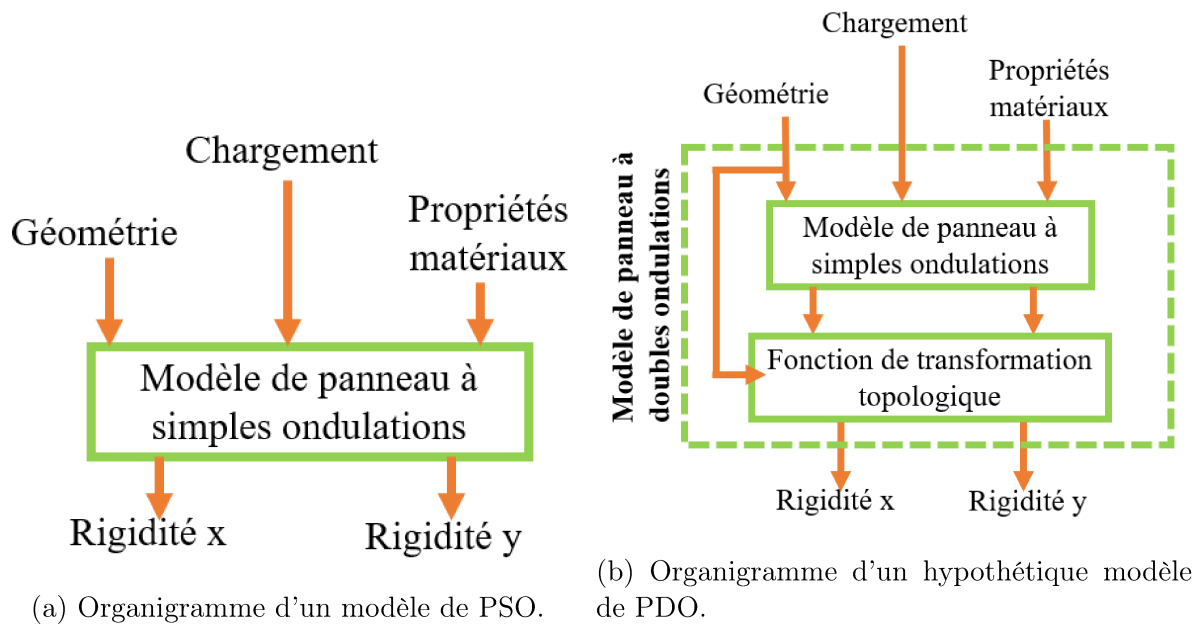 Chargement
Géométrie
Propriétés
matériaux
Modèle de panneau à
simples ondulations
Rigidité x
Rigidité y
(a) Organigramme d'un modèle de PSO.
Chargement
Géométrie
Propriétés
matériaux
Modèle de panneau à
doubles ondulations
Modèle de panneau à
simples ondulations
Fonction de transformation
topologique
Rigidité x
Rigidité y
(b) Organigramme d'un hypothétique modèle
de PDO.